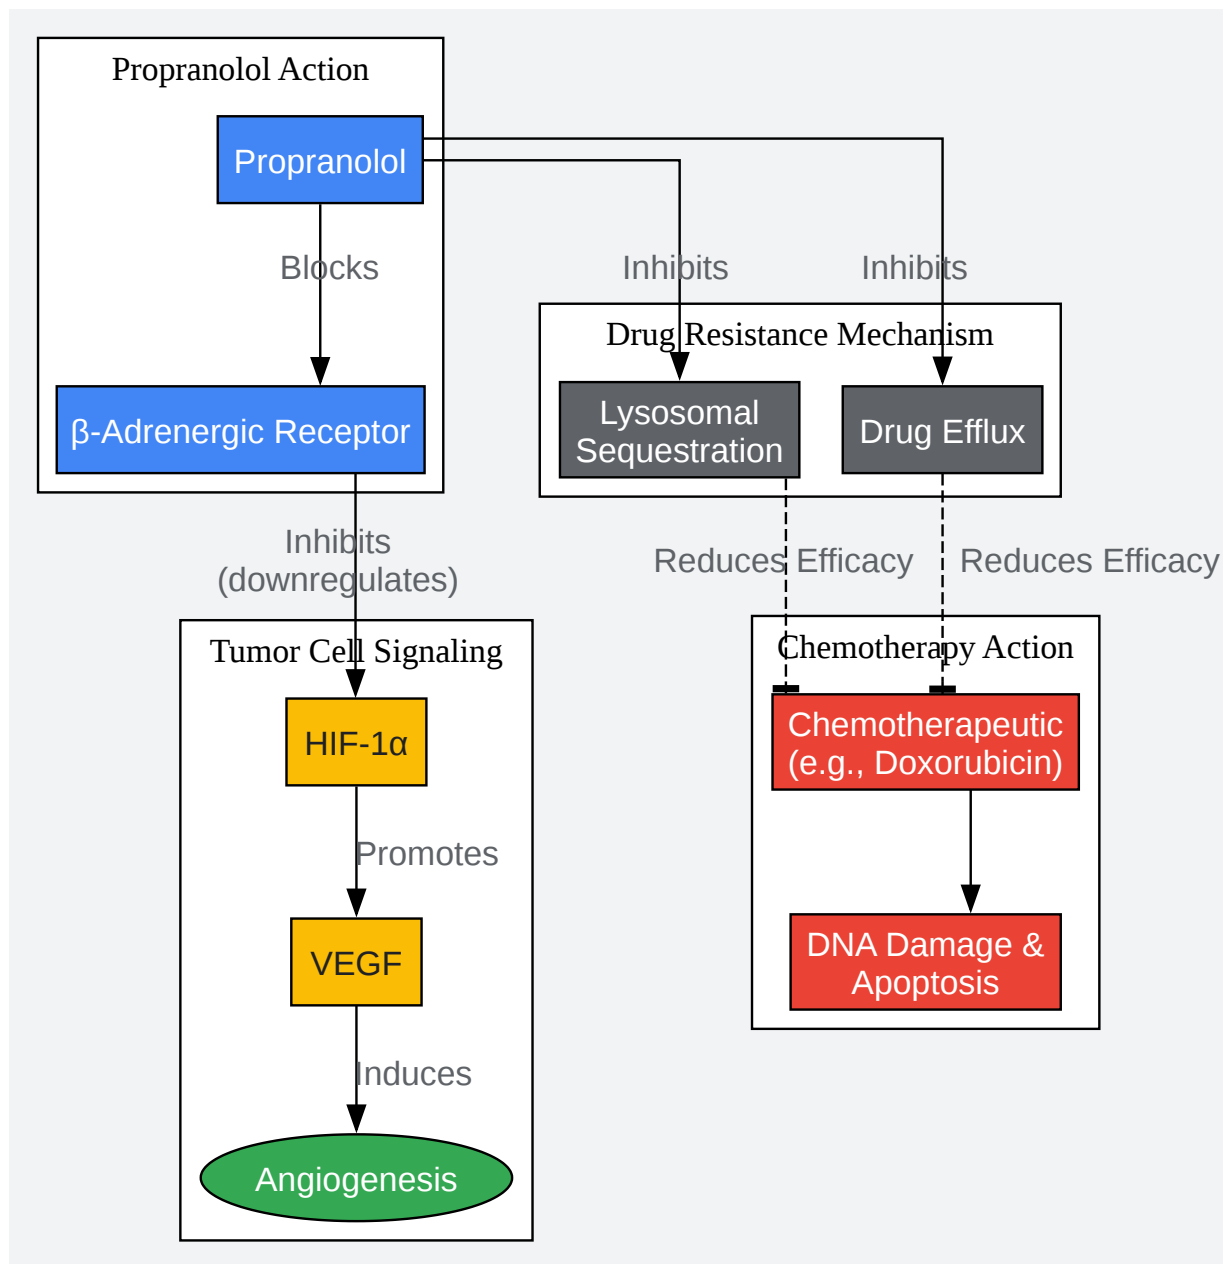 Propranolol Action
Propranolol
Blocks
Inhibits
Inhibits
Drug Resistance Mechanism
β-Adrenergic Receptor
Lysosomal
Sequestration
Drug Efflux
Inhibits
(downregulates)
Reduces Efficacy
Reduces Efficacy
Tumor Cell Signaling
Chemotherapy Action
HIF-1α
Chemotherapeutic
(e.g., Doxorubicin)
Promotes
VEGF
DNA Damage &
Apoptosis
Induces
Angiogenesis